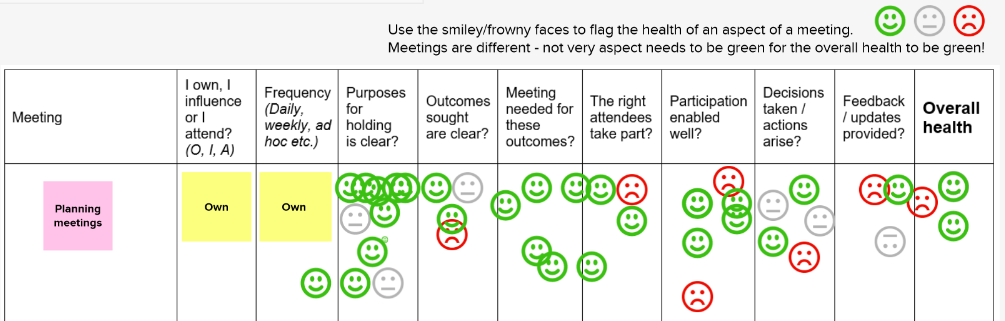 Use the smiley/frowny faces to flag the health of an aspect of a meeting.
Meetings are different - not very aspect needs to be green for the overall health to be green!
Meeting
I own, I
influence
or I
attend?
(O, I, A)
Frequency
(Daily,
weekly, ad
hoc etc.)
Purposes
for
holding
is clear?
Outcomes
sought
are clear?
Meeting
needed for
these
outcomes?
The right
attendees
take part?
Participation
enabled
well?
Decisions
taken /
actions
arise?
Feedback
/ updates
provided?
Overall
health
Planning
meetings
Own
Own